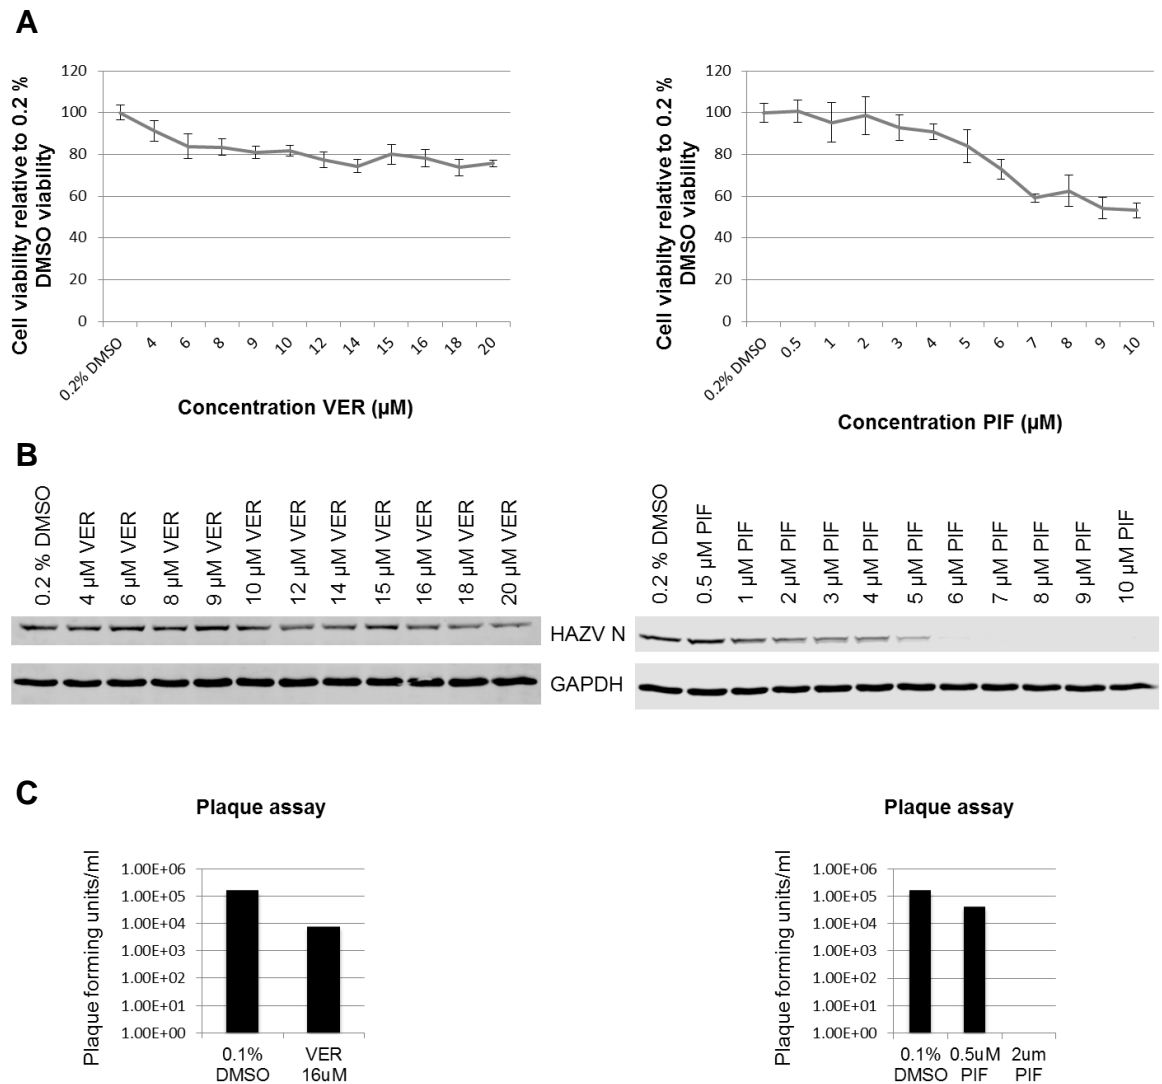 A
Cell viability relative to 0.2 %
DMSO viability
120
100
80
60
40
20
0
0.2% DMSO
4
6
8
9
10
12
14
15
16
18
20
Concentration VER (µM)
Cell viabilty relative to 0.2 %
DMSO viability
120
100
80
60
40
20
0
0.2% DMSO
0.5
1
2
3
4
5
6
7
8
9
10
Concentration PIF (µM)
B
0.2 % DMSO
4 µM VER
6 µM VER
8 µM VER
9 µM VER
10 µM VER
12 µM VER
14 µM VER
15 µM VER
16 µM VER
18 µM VER
20 µM VER
0.2 % DMSO
0.5 µM PIF
1 µM PIF
2 µM PIF
3 µM PIF
4 µM PIF
5 µM PIF
6 µM PIF
7 µM PIF
8 µM PIF
9 µM PIF
10 µM PIF
HAZV N
GAPDH
C
Plaque assay
Plaque forming units/ml
1.00E+06
1.00E+05
1.00E+04
1.00E+03
1.00E+02
1.00E+01
1.00E+00
0.1%
DMSO
VER
16uM
Plaque assay
Plaque forming units/ml
1.00E+06
1.00E+05
1.00E+04
1.00E+03
1.00E+02
1.00E+01
1.00E+00
0.1%
DMSO
0.5uM
PIF
2um
PIF